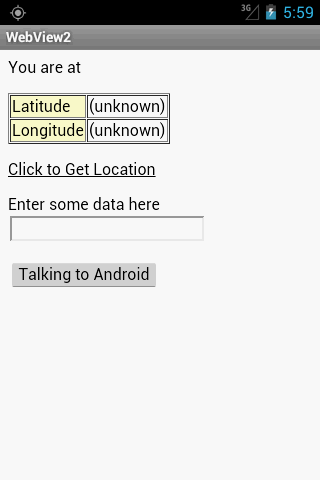 3G 5:59
WebView2
You are at
Latitude (unknown)
Longitude (unknown)
Click to Get Location
Enter some data here
Talking to Android